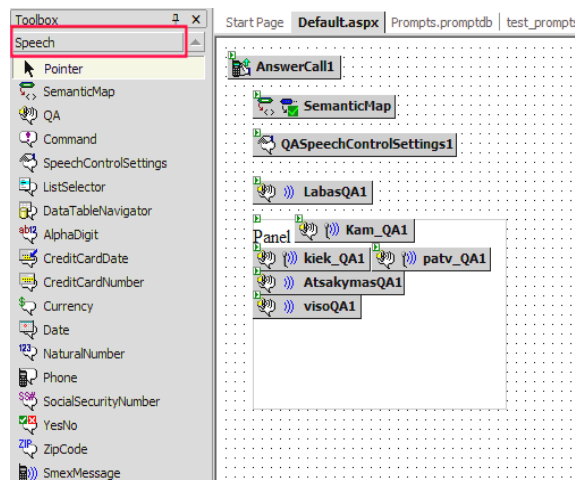 Toolbox
Speech
Pointer
SemanticMap
QA
Command
SpeechControlSettings
ListSelector
DataTableNavigator
AlphaDigit
CreditCardDate
CreditCardNumber
Currency
Date
NaturalNumber
Phone
SocialSecurityNumber
YesNo
ZipCode
SmexMessage
Start Page Default.aspx Prompts.promptdb test_prompts
AnswerCall1
SemanticMap
QASpeechControlSettings1
LabasQA1
Panel Kam_QA1
kiek_QA1 patv_QA1
AtsakymasQA1
visoQA1